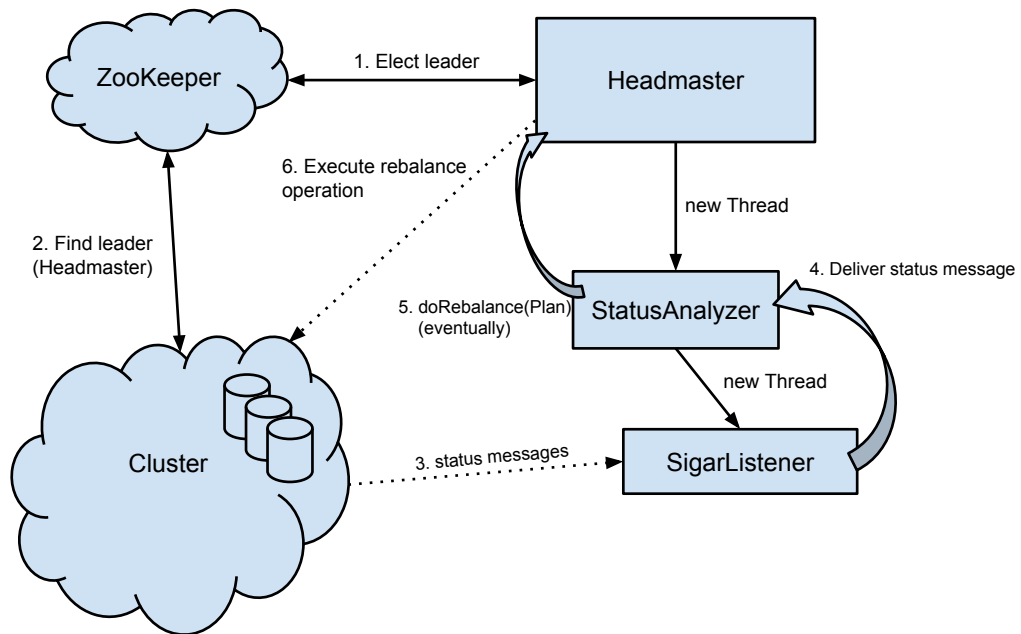 ZooKeeper
1. Elect leader
Headmaster
6. Execute rebalance
operation
new Thread
2. Find leader
(Headmaster)
4. Deliver status message
5. doRebalance(Plan)
(eventually)
StatusAnalyzer
new Thread
Cluster
3. status messages
SigarListener